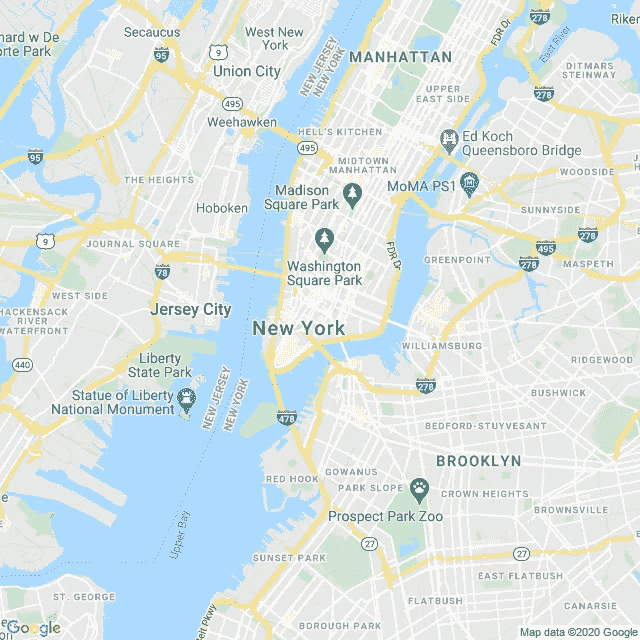 Secaucus
West New
York
Riker
nard w De
orte Park
9
95
NEW JERSEY
NEW YORK
MANHATTAN
278
FDR Dr
East River
Union City
UPPER
EAST SIDE
278
DITMARS
STEINWAY
495
Weehawken
HELL'S KITCHEN
Ed Koch
Queensboro Bridge
95
495
MIDTOWN
MANHATTAN
WOODSIDE
THE HEIGHTS
Madison
Square Park
MoMA PS1
Hoboken
SUNNYSIDE
9
JOURNAL SQUARE
278
495
FDR Dr
GREENPOINT
MASPETH
78
Washington
Square Park
WEST SIDE
HACKENSACK
RIVER
WATERFRONT
Jersey City
New York
WILLIAMSBURG
440
Liberty
State Park
RIDGEWOOD
Statue of Liberty
National Monument
NEW JERSEY
NEW YORK
278
BUSHWICK
478
BEDFORD-STUYVESANT
BROOKLYN
GOWANUS
RED HOOK
PARK SLOPE
CROWN HEIGHTS
Upper Bay
Prospect Park Zoo
BROWNSVILLE
27
27
SUNSET PARK
EAST FLATBUSH
ST. GEORGE
FLATBUSH
CANARSIE
elt Pkwy
BOROUGH PARK
Google
Map data ©2020 Google